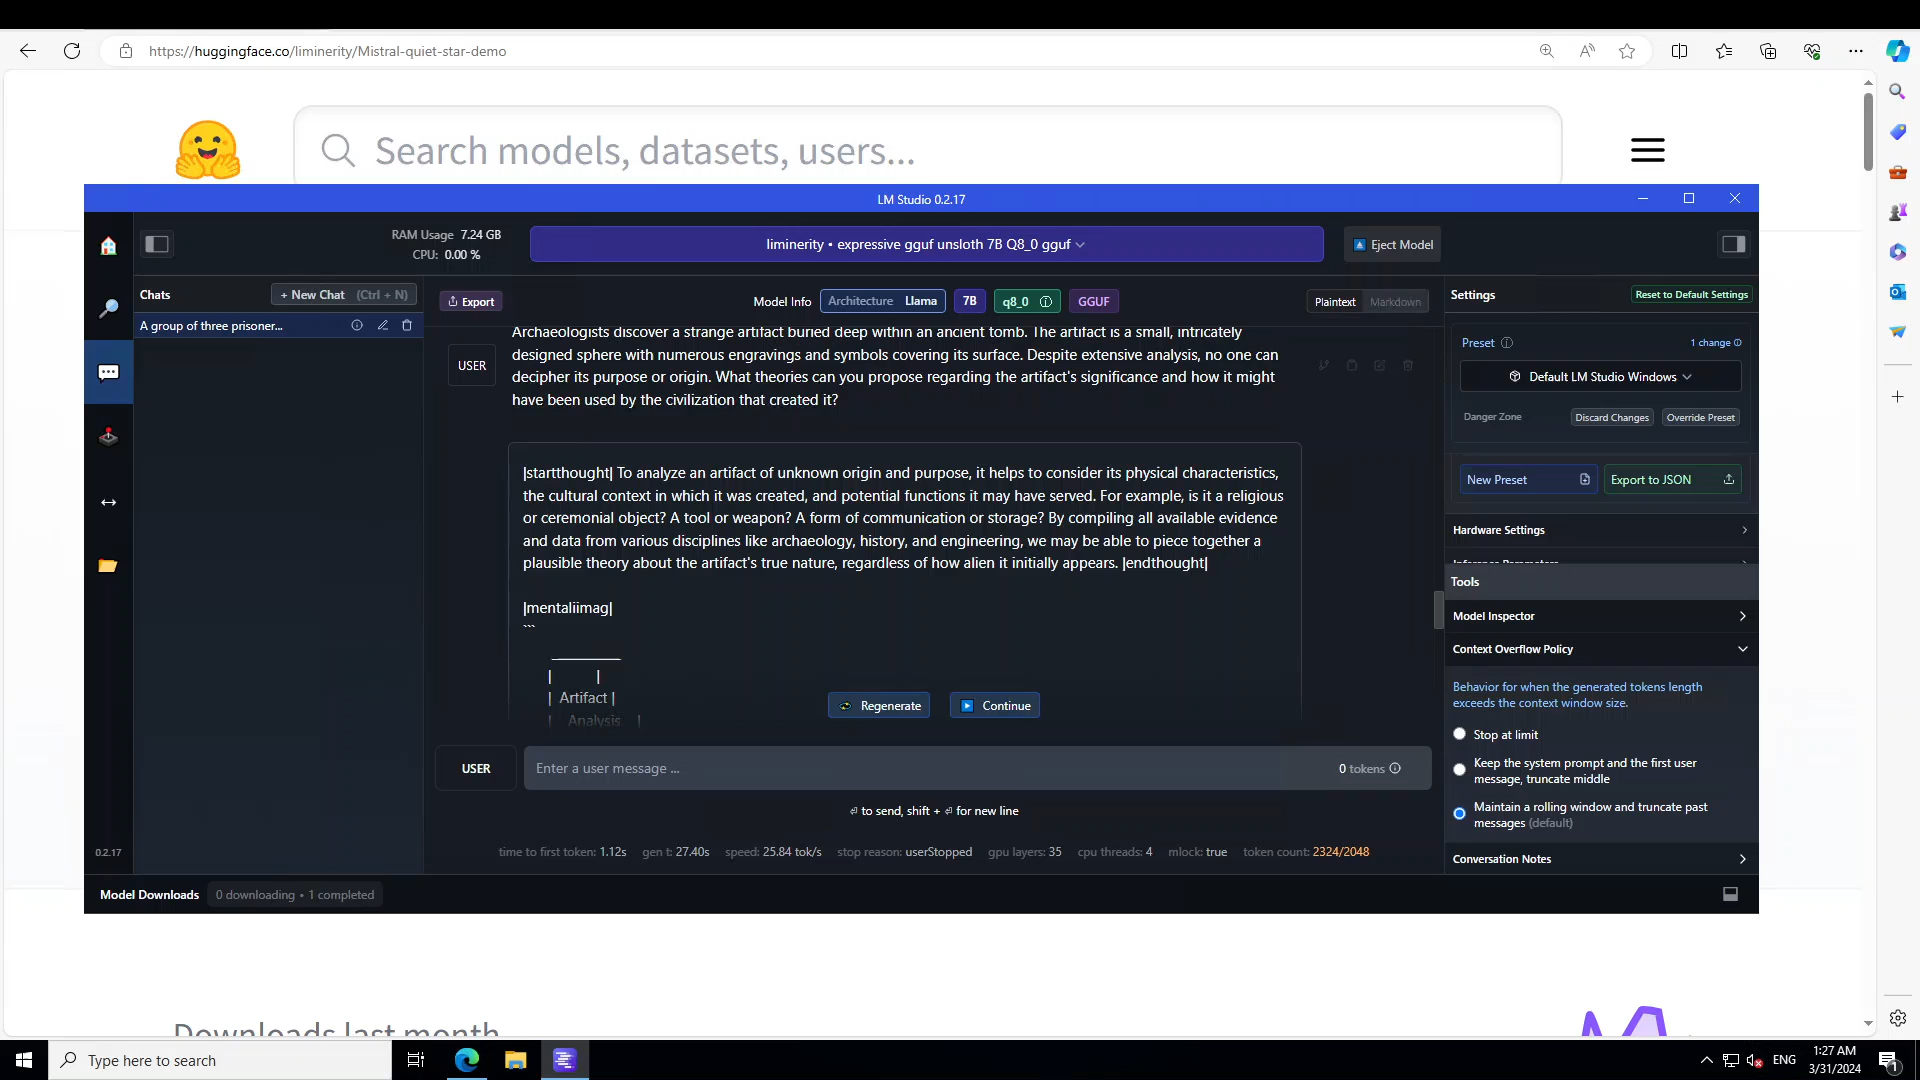 https://huggingface.co/liminerity/Mistral-quiet-star-demo
Search models, datasets, users...
LM Studio 0.2.17
RAM Usage 7.24 GB
CPU: 0.00 %
liminerity • expressive gguf unsloth 7B Q8_0 gguf
Eject Model
Chats
+ New Chat (Ctrl + N)
Export
Model Info Architecture Llama 7B q8_0 GGUF
Plaintext Markdown
Settings
Reset to Default Settings
A group of three prisoner...
Archaeologists discover a strange artifact buried deep within an ancient tomb. The artifact is a small, intricately
USER
designed sphere with numerous engravings and symbols covering its surface. Despite extensive analysis, no one can
decipher its purpose or origin. What theories can you propose regarding the artifact's significance and how it might
have been used by the civilization that created it?
Preset
1 change
Default LM Studio Windows
Danger Zone
Discard Changes
Override Preset
|startthought| To analyze an artifact of unknown origin and purpose, it helps to consider its physical characteristics,
the cultural context in which it was created, and potential functions it may have served. For example, is it a religious
or ceremonial object? A tool or weapon? A form of communication or storage? By compiling all available evidence
and data from various disciplines like archaeology, history, and engineering, we may be able to piece together a
plausible theory about the artifact's true nature, regardless of how alien it initially appears. |endthought|
New Preset
Export to JSON
Hardware Settings
Inference Parameters
Tools
|mentaliimag|
```
__________
|          |
|  Artifact |
|    Analysis    |
Model Inspector
Context Overflow Policy
Behavior for when the generated tokens length
exceeds the context window size.
Stop at limit
Keep the system prompt and the first user
message, truncate middle
Maintain a rolling window and truncate past
messages (default)
Conversation Notes
Regenerate
Continue
USER
Enter a user message ...
0 tokens
⏎ to send, shift + ⏎ for new line
0.2.17
time to first token: 1.12s gen t: 27.40s speed: 25.84 tok/s stop reason: userStopped gpu layers: 35 cpu threads: 4 mlock: true token count: 2324/2048
Model Downloads
0 downloading • 1 completed
Downloads last month
Type here to search
ENG
1:27 AM
3/31/2024
1